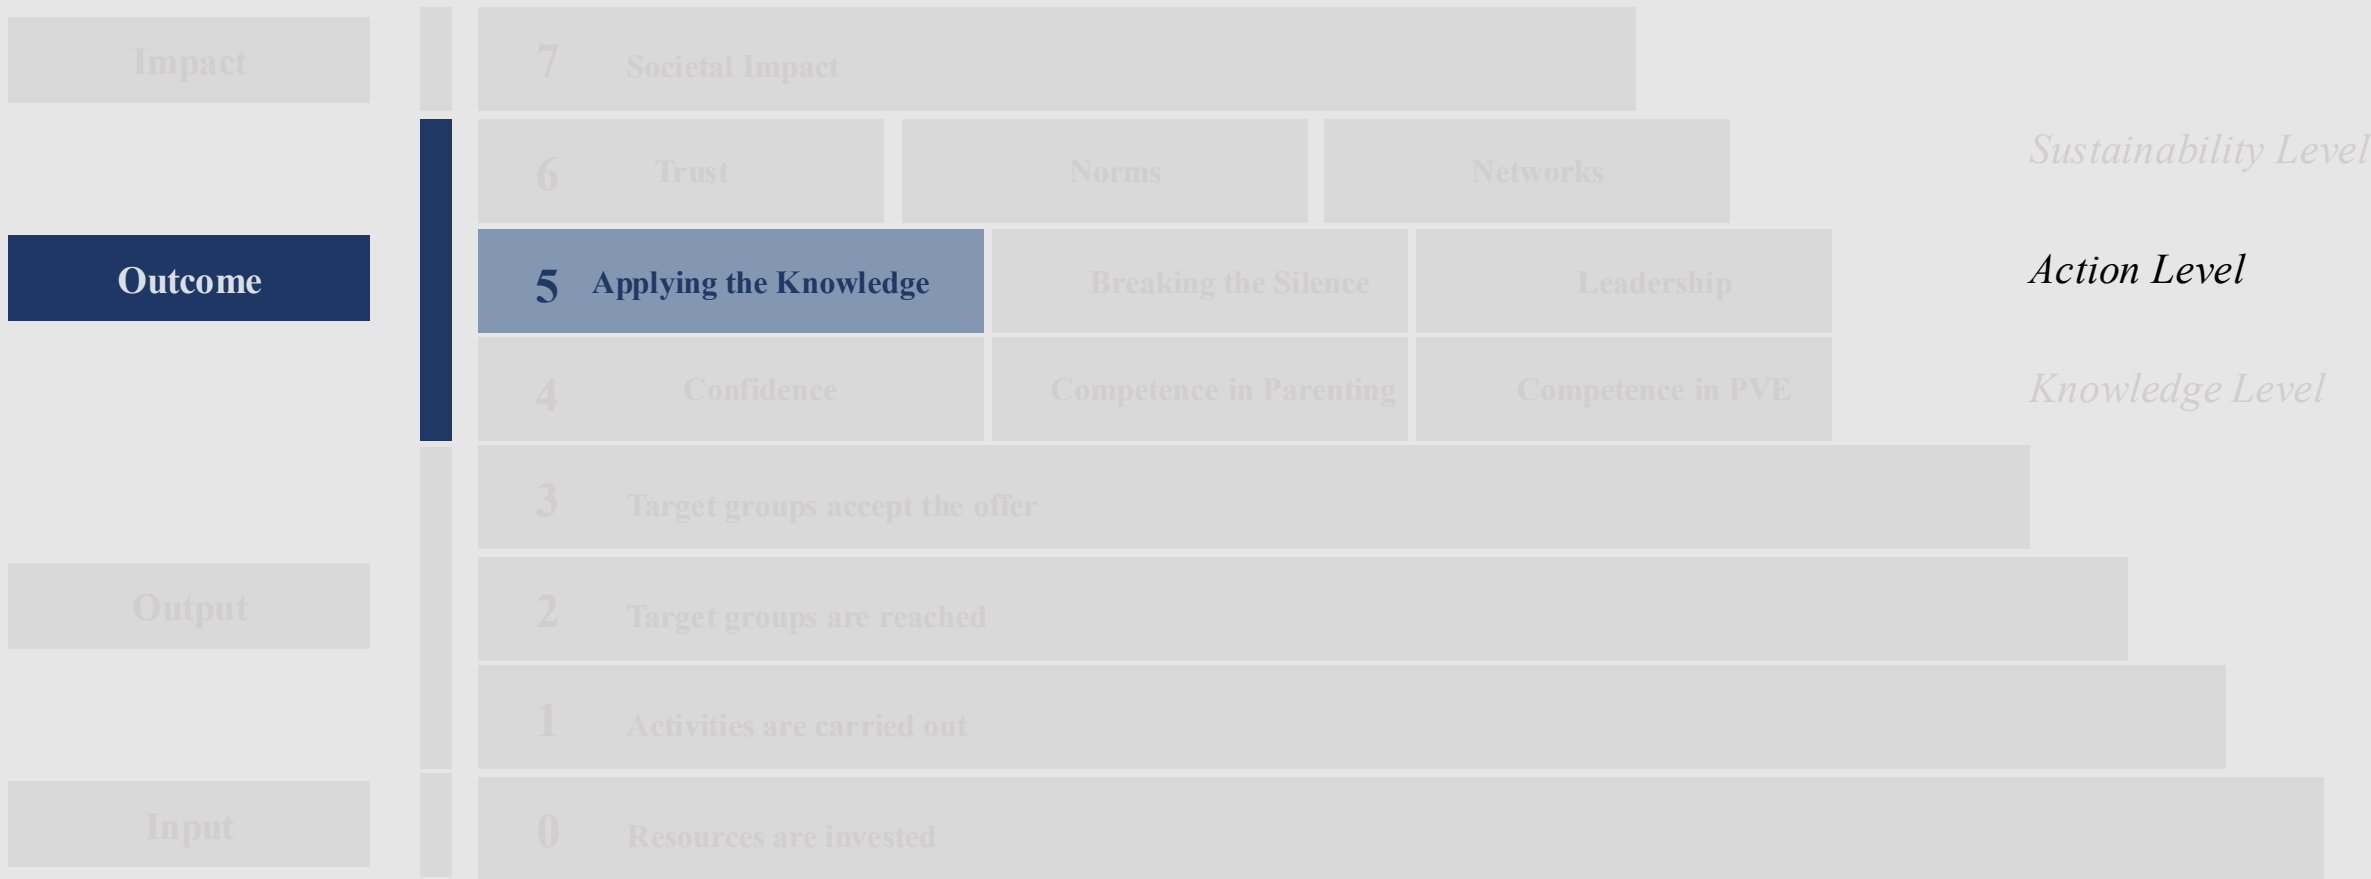 Impact
7 Societal Impact
6 Trust Norms Networks Sustainability Level
Outcome 5 Applying the Knowledge Breaking the Silence Leadership Action Level
4 Confidence Competence in Parenting Competence in PVE Knowledge Level
3 Target groups accept the offer
Output
2 Target groups are reached
1 Activities are carried out
Input
0 Resources are invested